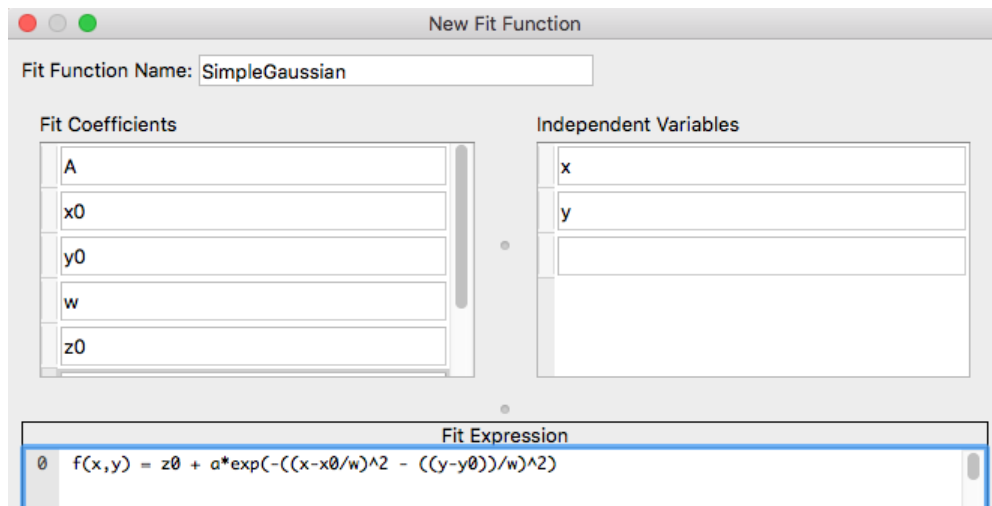 New Fit Function
Fit Function Name: SimpleGaussian
Fit Coefficients
Independent Variables
A
x
x0
y
y0
w
z0
Fit Expression
0 f(x,y) = z0 + a*exp(-((x-x0/w)^2 - ((y-y0))/w)^2)